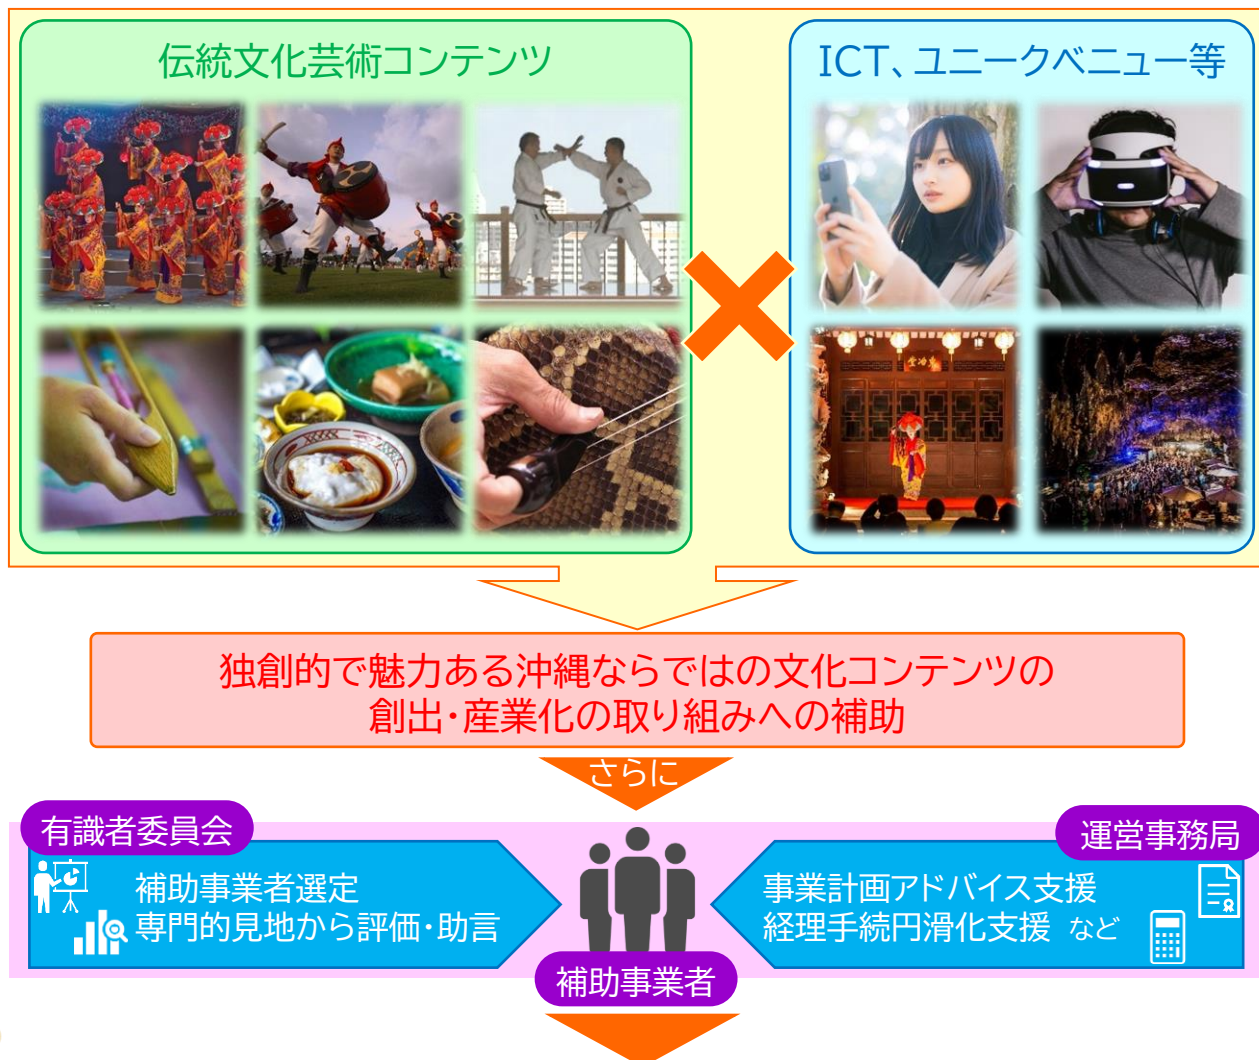 伝統文化芸術コンテンツ
ICT、ユニークベニュー等
独創的で魅力ある沖縄ならではの文化コンテンツの
創出・産業化の取り組みへの補助
さらに
有識者委員会
補助事業者選定
専門的見地から評価・助言
運営事務局
事業計画アドバイス支援
経理手続円滑化支援 など
補助事業者